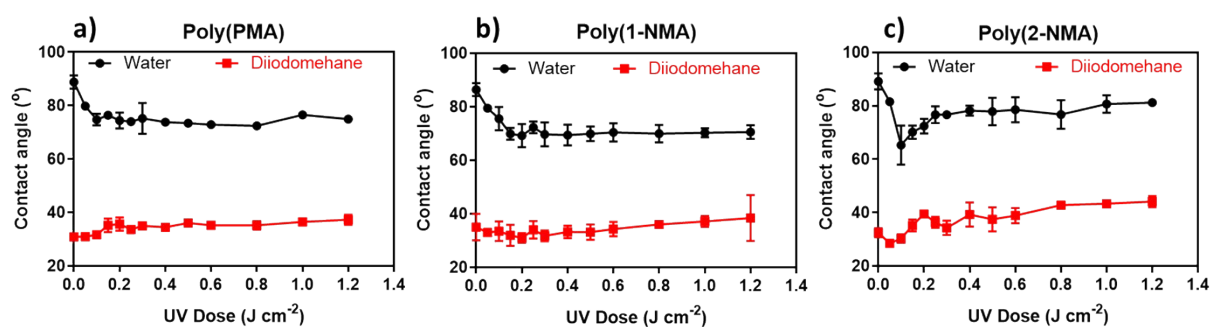 a) Poly(PMA)
Water Diiodomehane
Contact angle (o)
100
80
60
40
20
0.0 0.2 0.4 0.6 0.8 1.0 1.2 1.4
UV Dose (J cm-2)
b) Poly(1-NMA)
Water Diiodomehane
Contact angle (o)
100
80
60
40
20
0.0 0.2 0.4 0.6 0.8 1.0 1.2 1.4
UV Dose (J cm-2)
c) Poly(2-NMA)
Water Diiodomehane
Contact angle (o)
100
80
60
40
20
0.0 0.2 0.4 0.6 0.8 1.0 1.2 1.4
UV Dose (J cm-2)